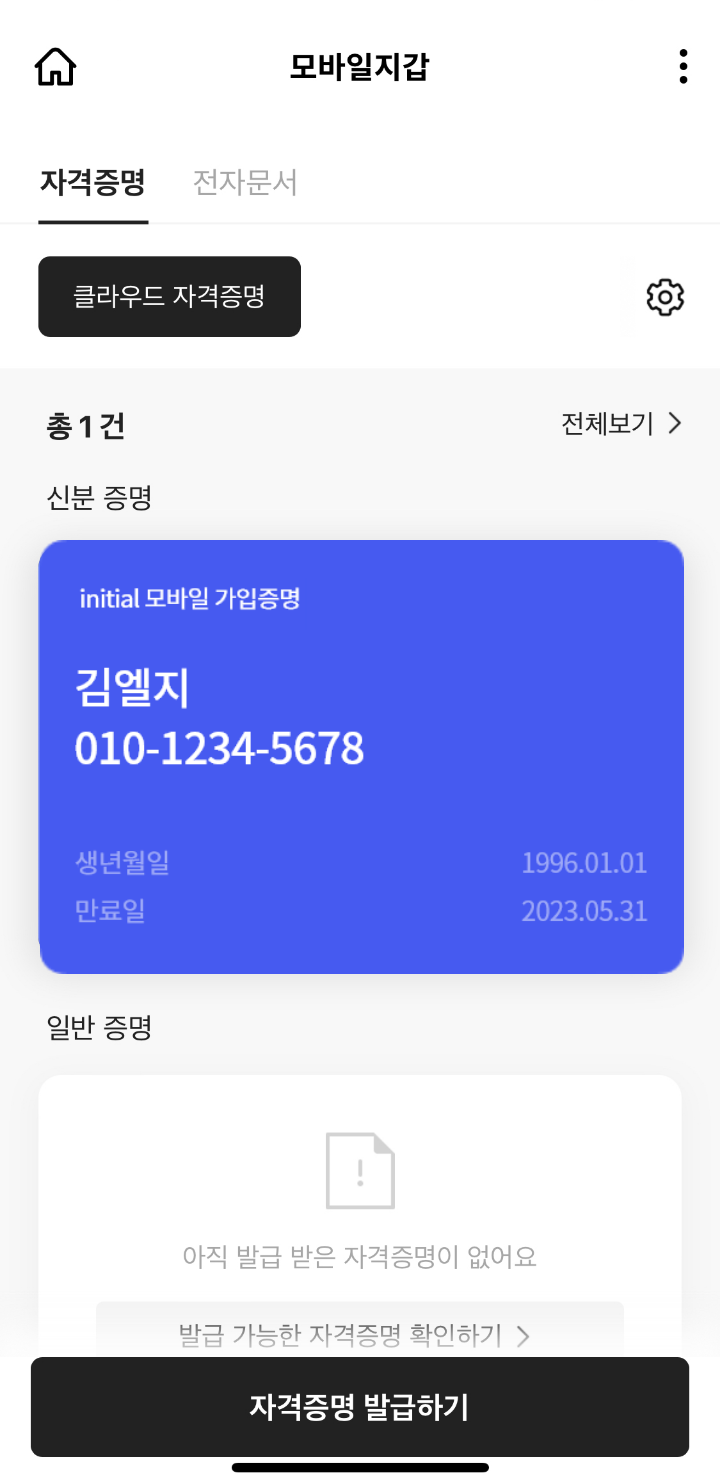 모바일지갑
자격증명 전자문서
클라우드 자격증명
총 1 건 전체보기
신분 증명
initial 모바일 가입증명
김엘지
010-1234-5678
생년월일 1996.01.01
만료일 2023.05.31
일반 증명
!
아직 발급 받은 자격증명이 없어요
발급 가능한 자격증명 확인하기
자격증명 발급하기